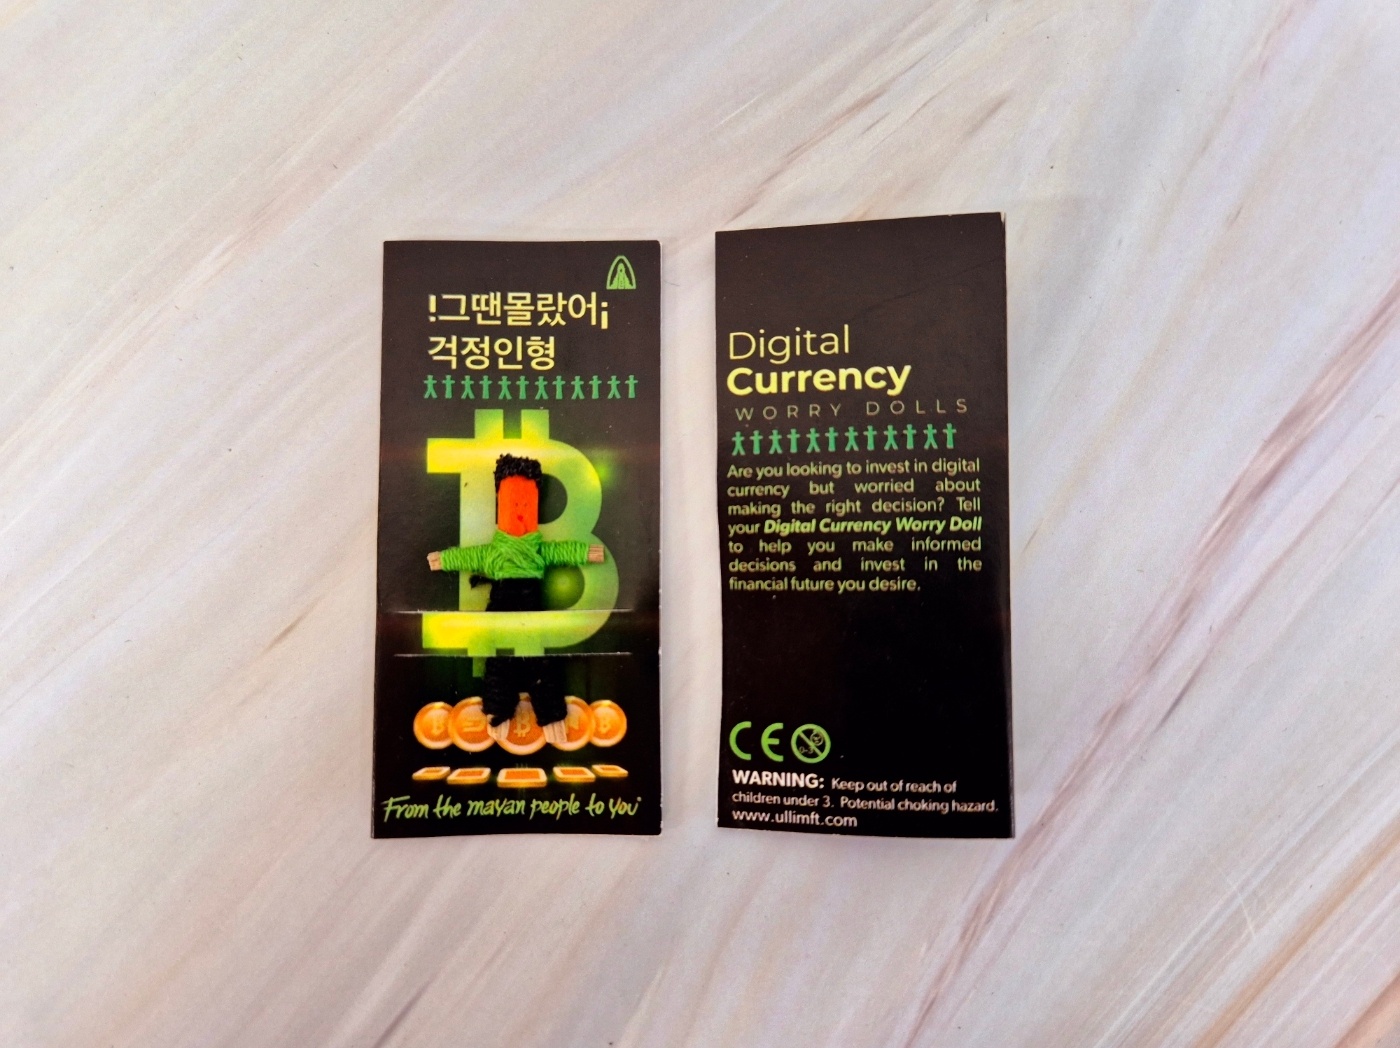 !그땐몰랐어¡
걱정인형
From the mayan people to you
Digital
Currency
WORRY DOLLS
Are you looking to invest in digital
currency but worried about
making the right decision? Tell
your Digital Currency Worry Doll
to help you make informed
decisions and invest in the
financial future you desire.
CE 0-3
WARNING: Keep out of reach of
children under 3. Potential choking hazard.
www.ullimft.com